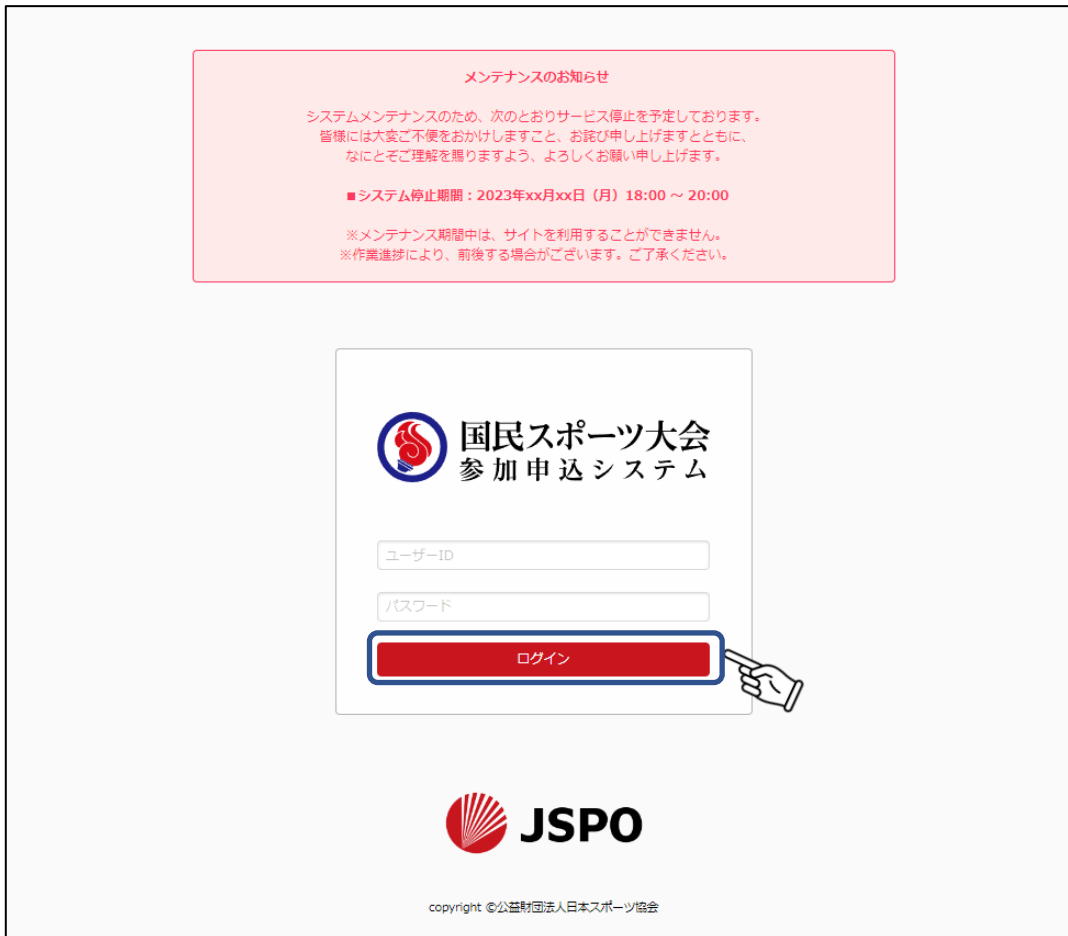 メンテナンスのお知らせ
システムメンテナンスのため、次のとおりサービス停止を予定しております。
皆様には大変ご不便をおかけしますこと、お詫び申し上げますとともに、
なにとぞご理解を賜りますよう、よろしくお願い申し上げます。
■システム停止期間：2023年xx月xx日（月）18:00 ～ 20:00
※メンテナンス期間中は、サイトを利用することができません。
※作業進捗により、前後する場合がございます。ご了承ください。
国民スポーツ大会
参加申込システム
ユーザーID
パスワード
ログイン
JSPO
copyright ©公益財団法人日本スポーツ協会